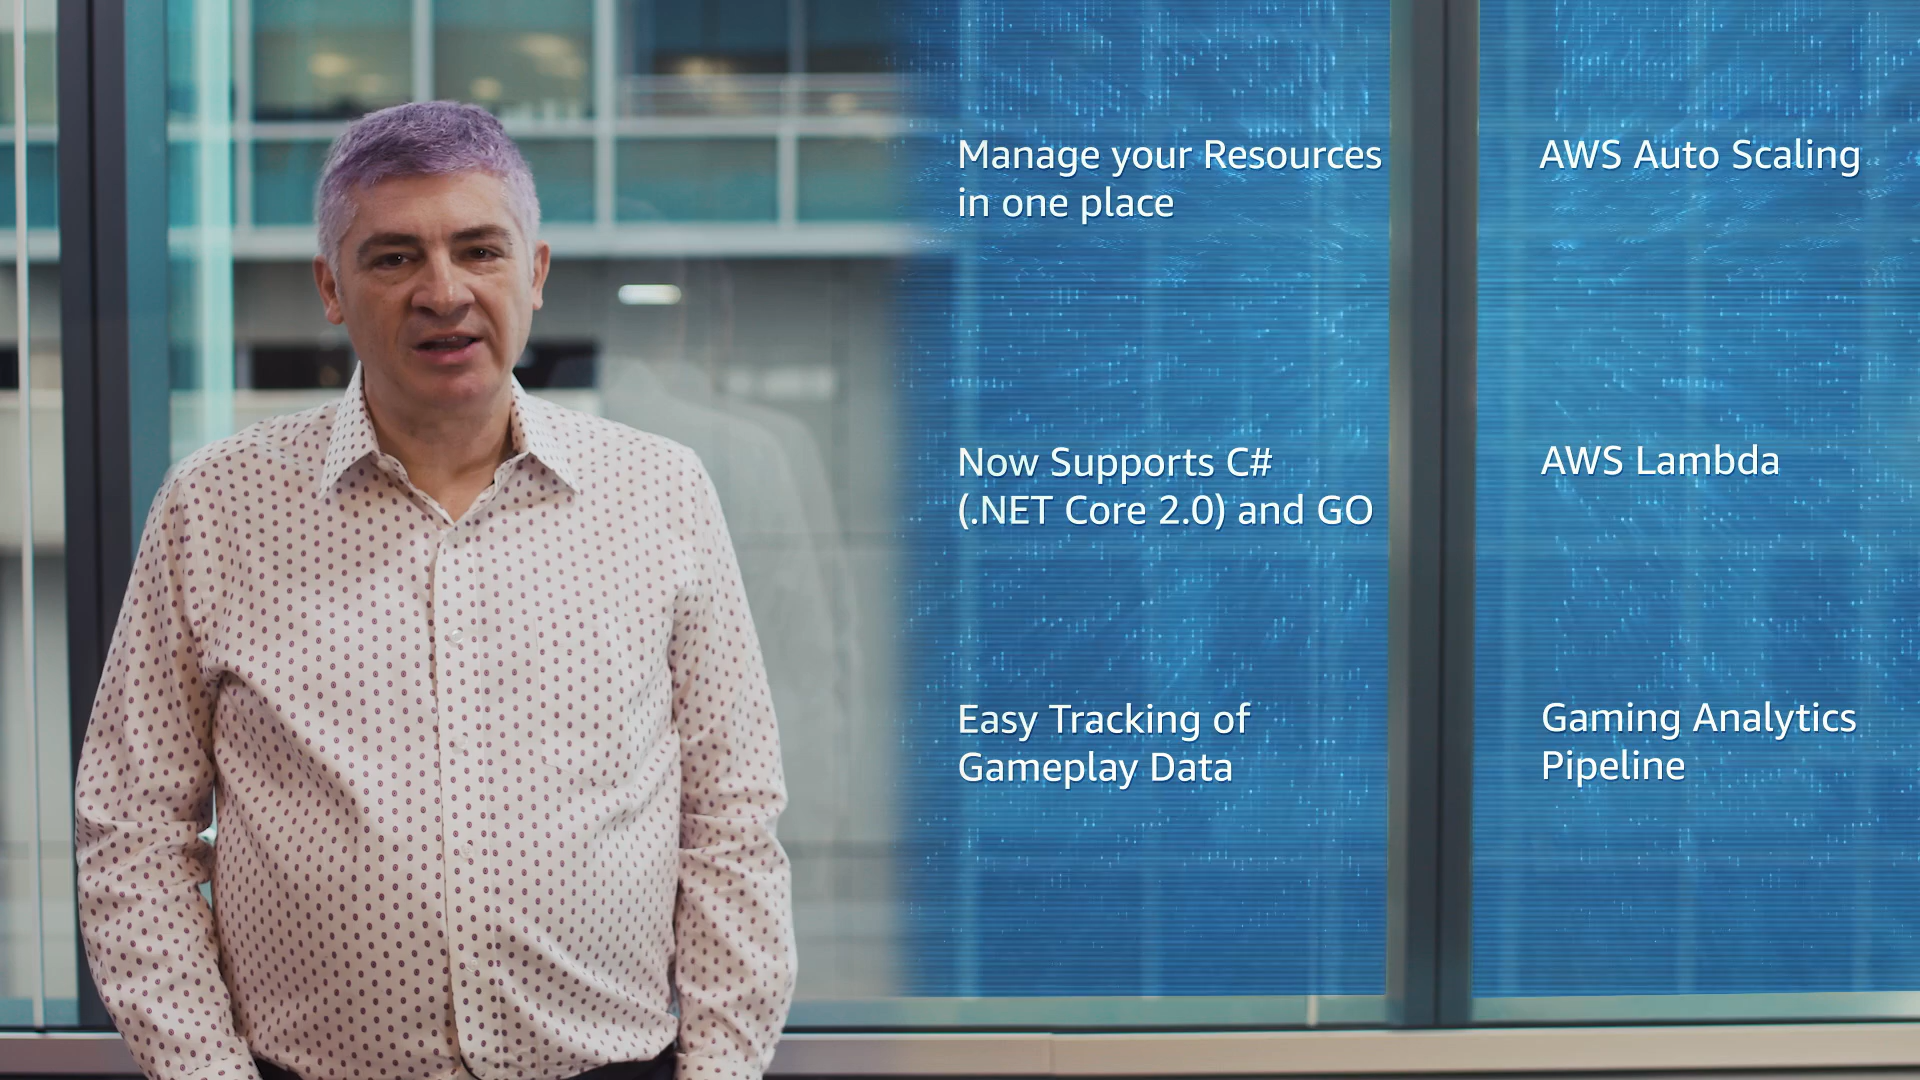 Manage your Resources
in one place
AWS Auto Scaling
Now Supports C#
(.NET Core 2.0) and GO
AWS Lambda
Easy Tracking of
Gameplay Data
Gaming Analytics
Pipeline